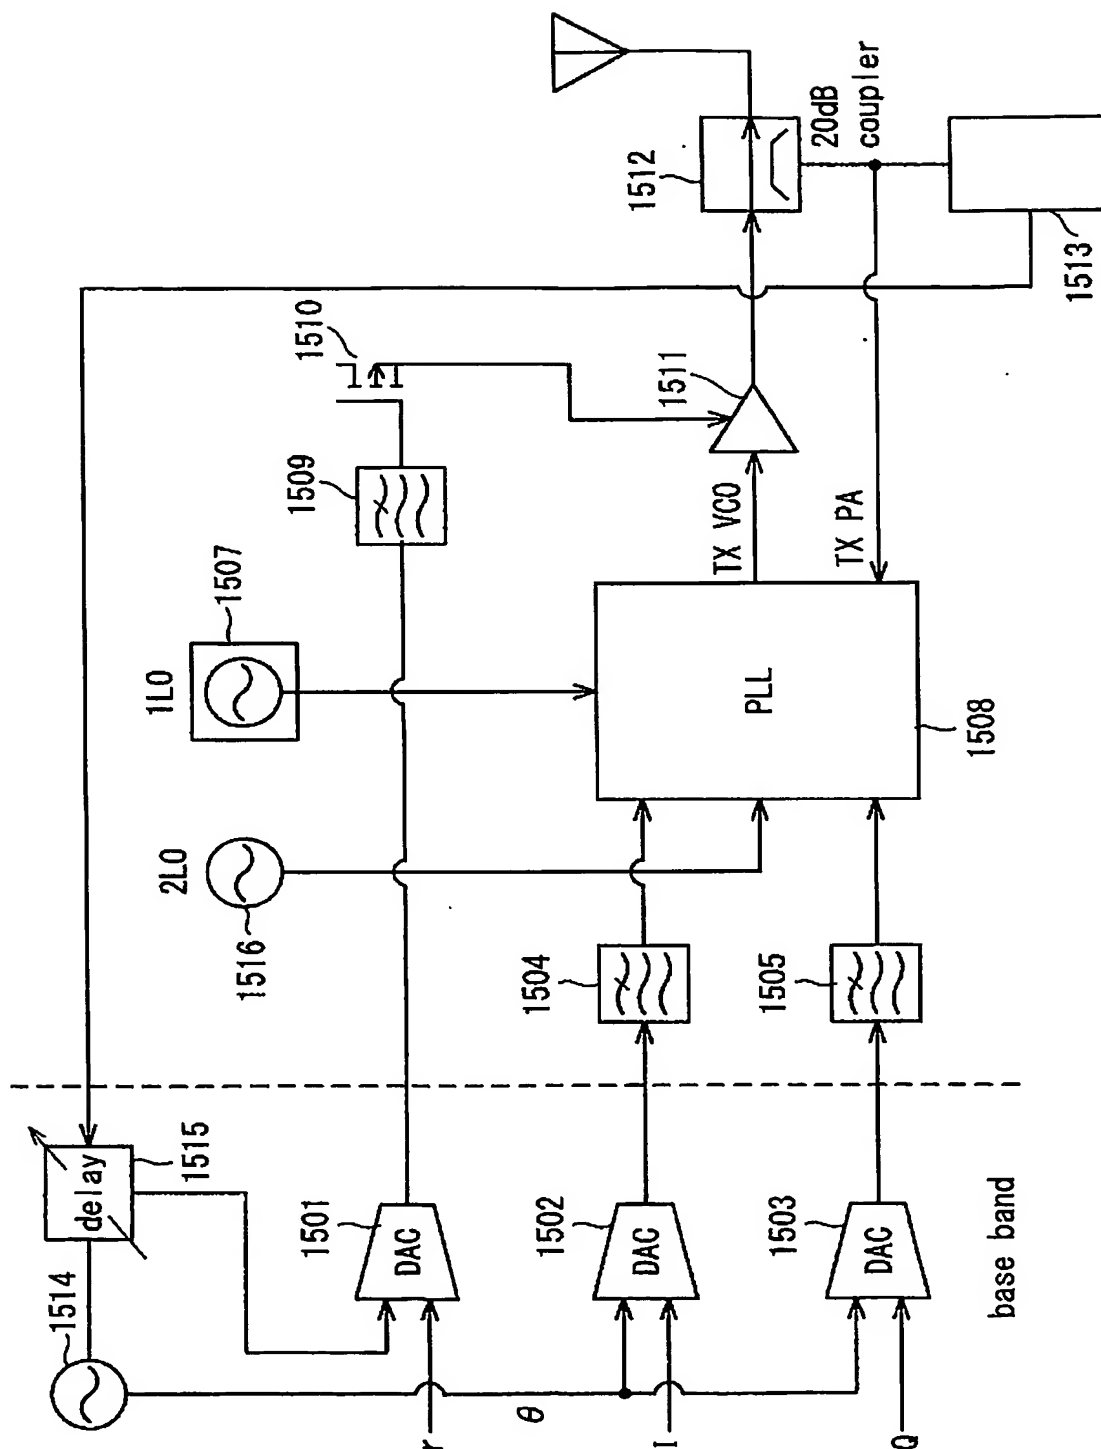 1514
delay
1515
θ
r
I
Q
1501
DAC
1502
DAC
1503
DAC
base band
2LO
1516
1504
1505
1LO
1507
1509
1510
PLL
1508
TX VCO
TX PA
1511
1512
20dB
coupler
1513